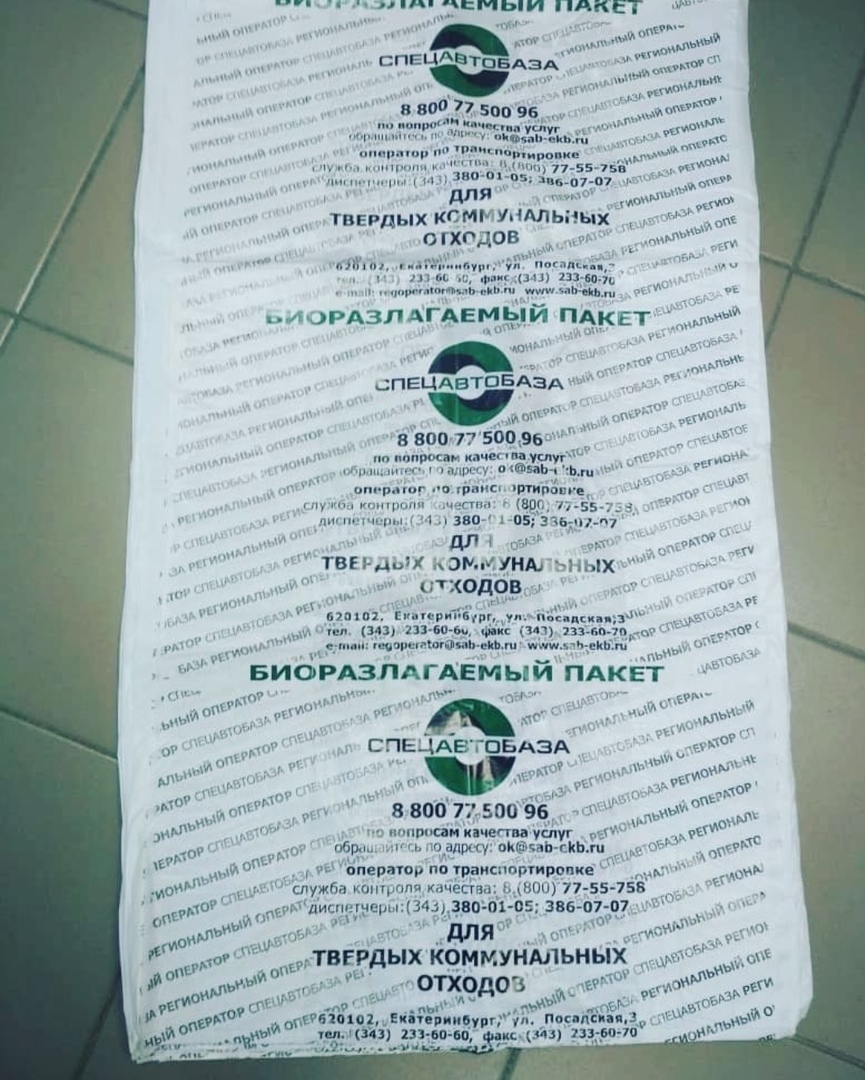 БИОРАЗЛАГАЕМЫЙ ПАКЕТ
СПЕЦАВТОБАЗА
8 800 77 500 96
по вопросам качества услуг
обращайтесь по адресу: ok@sab-ekb.ru
оператор по транспортировке
служба контроля качества: 8 (800) 77-55-758
диспетчеры:(343) 380-01-05; 386-07-07
ДЛЯ
ТВЕРДЫХ КОММУНАЛЬНЫХ
ОТХОДОВ
620102, Екатеринбург, ул. Посадская,3
тел. (343) 233-60-60, факс (343) 233-60-70
e-mail: regoperator@sab-ekb.ru www.sab-ekb.ru
БИОРАЗЛАГАЕМЫЙ ПАКЕТ
СПЕЦАВТОБАЗА
8 800 77 500 96
по вопросам качества услуг
обращайтесь по адресу: ok@sab-ekb.ru
оператор по транспортировке
служба контроля качества: 8 (800) 77-55-758
диспетчеры:(343) 380-01-05; 386-07-07
ДЛЯ
ТВЕРДЫХ КОММУНАЛЬНЫХ
ОТХОДОВ
620102, Екатеринбург, ул. Посадская,3
тел. (343) 233-60-60, факс (343) 233-60-70
e-mail: regoperator@sab-ekb.ru www.sab-ekb.ru
БИОРАЗЛАГАЕМЫЙ ПАКЕТ
СПЕЦАВТОБАЗА
8 800 77 500 96
по вопросам качества услуг
обращайтесь по адресу: ok@sab-ekb.ru
оператор по транспортировке
служба контроля качества: 8 (800) 77-55-758
диспетчеры:(343) 380-01-05; 386-07-07
ДЛЯ
ТВЕРДЫХ КОММУНАЛЬНЫХ
ОТХОДОВ
620102, Екатеринбург, ул. Посадская,3
тел. (343) 233-60-60, факс (343) 233-60-70
РЕГИОНАЛЬНЫЙ ОПЕРАТОР СПЕЦАВТОБАЗА